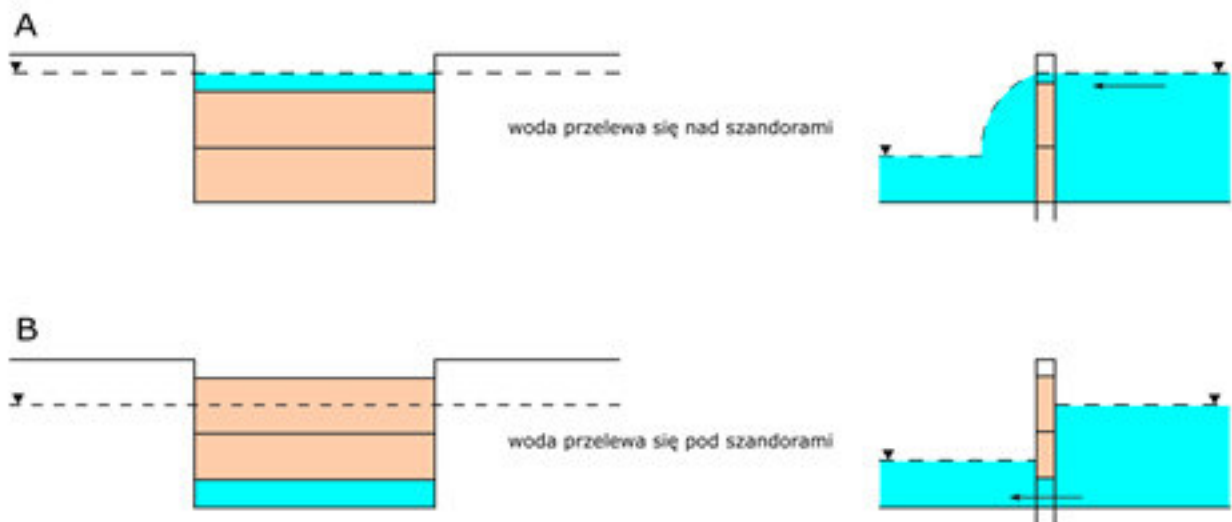 A
woda przelewa się nad szandorami
B
woda przelewa się pod szandorami